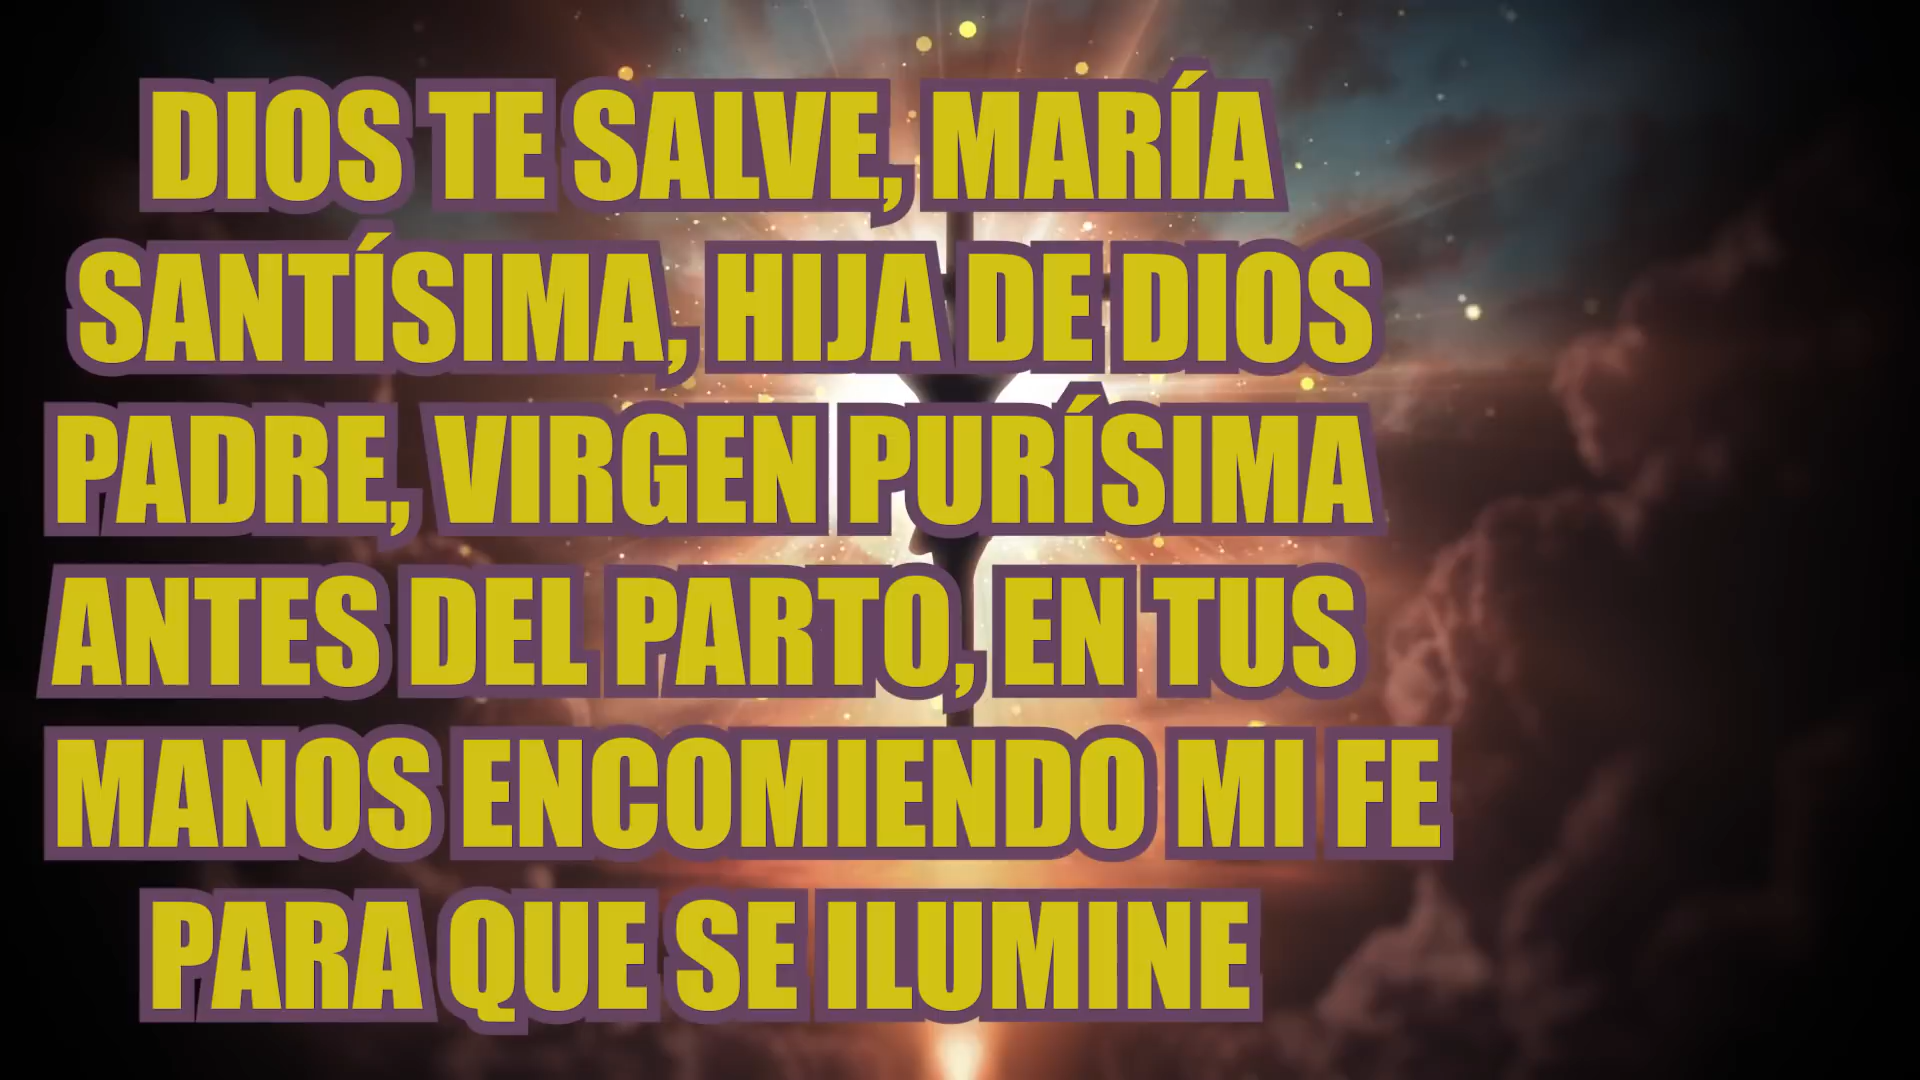 DIOS TE SALVE, MARÍA
SANTÍSIMA, HIJA DE DIOS
PADRE, VIRGEN PURÍSIMA
ANTES DEL PARTO, EN TUS
MANOS ENCOMIENDO MI FE
PARA QUE SE ILUMINE